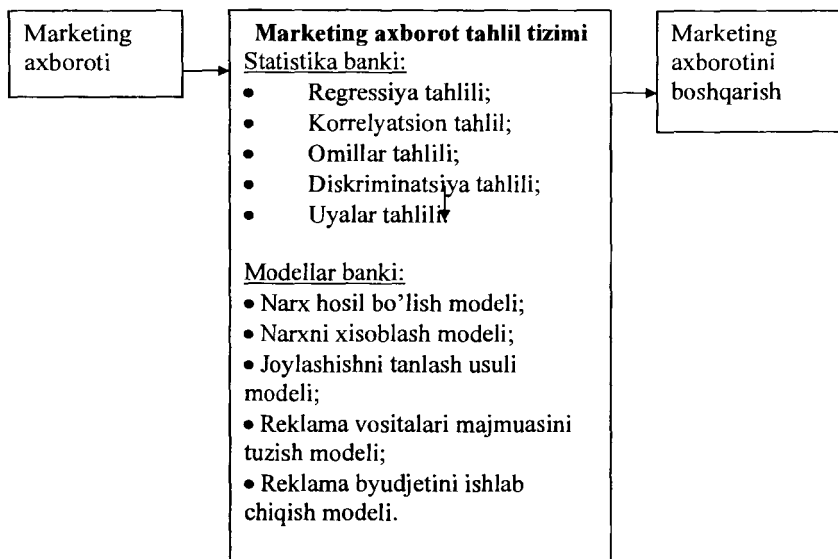 Marketing
axboroti
Marketing axborot tahlil tizimi
Statistika banki:
• Regressiya tahlili;
• Korrelyatsion tahlil;
• Omillar tahlili;
• Diskriminatsiya tahlili;
• Uyalar tahlili.
Modellar banki:
• Narx hosil bo'lish modeli;
• Narxni xisoblash modeli;
• Joylashishni tanlash usuli
modeli;
• Reklama vositalari majmuasini
tuzish modeli;
• Reklama byudjetini ishlab
chiqish modeli.
Marketing
axborotini
boshqarish